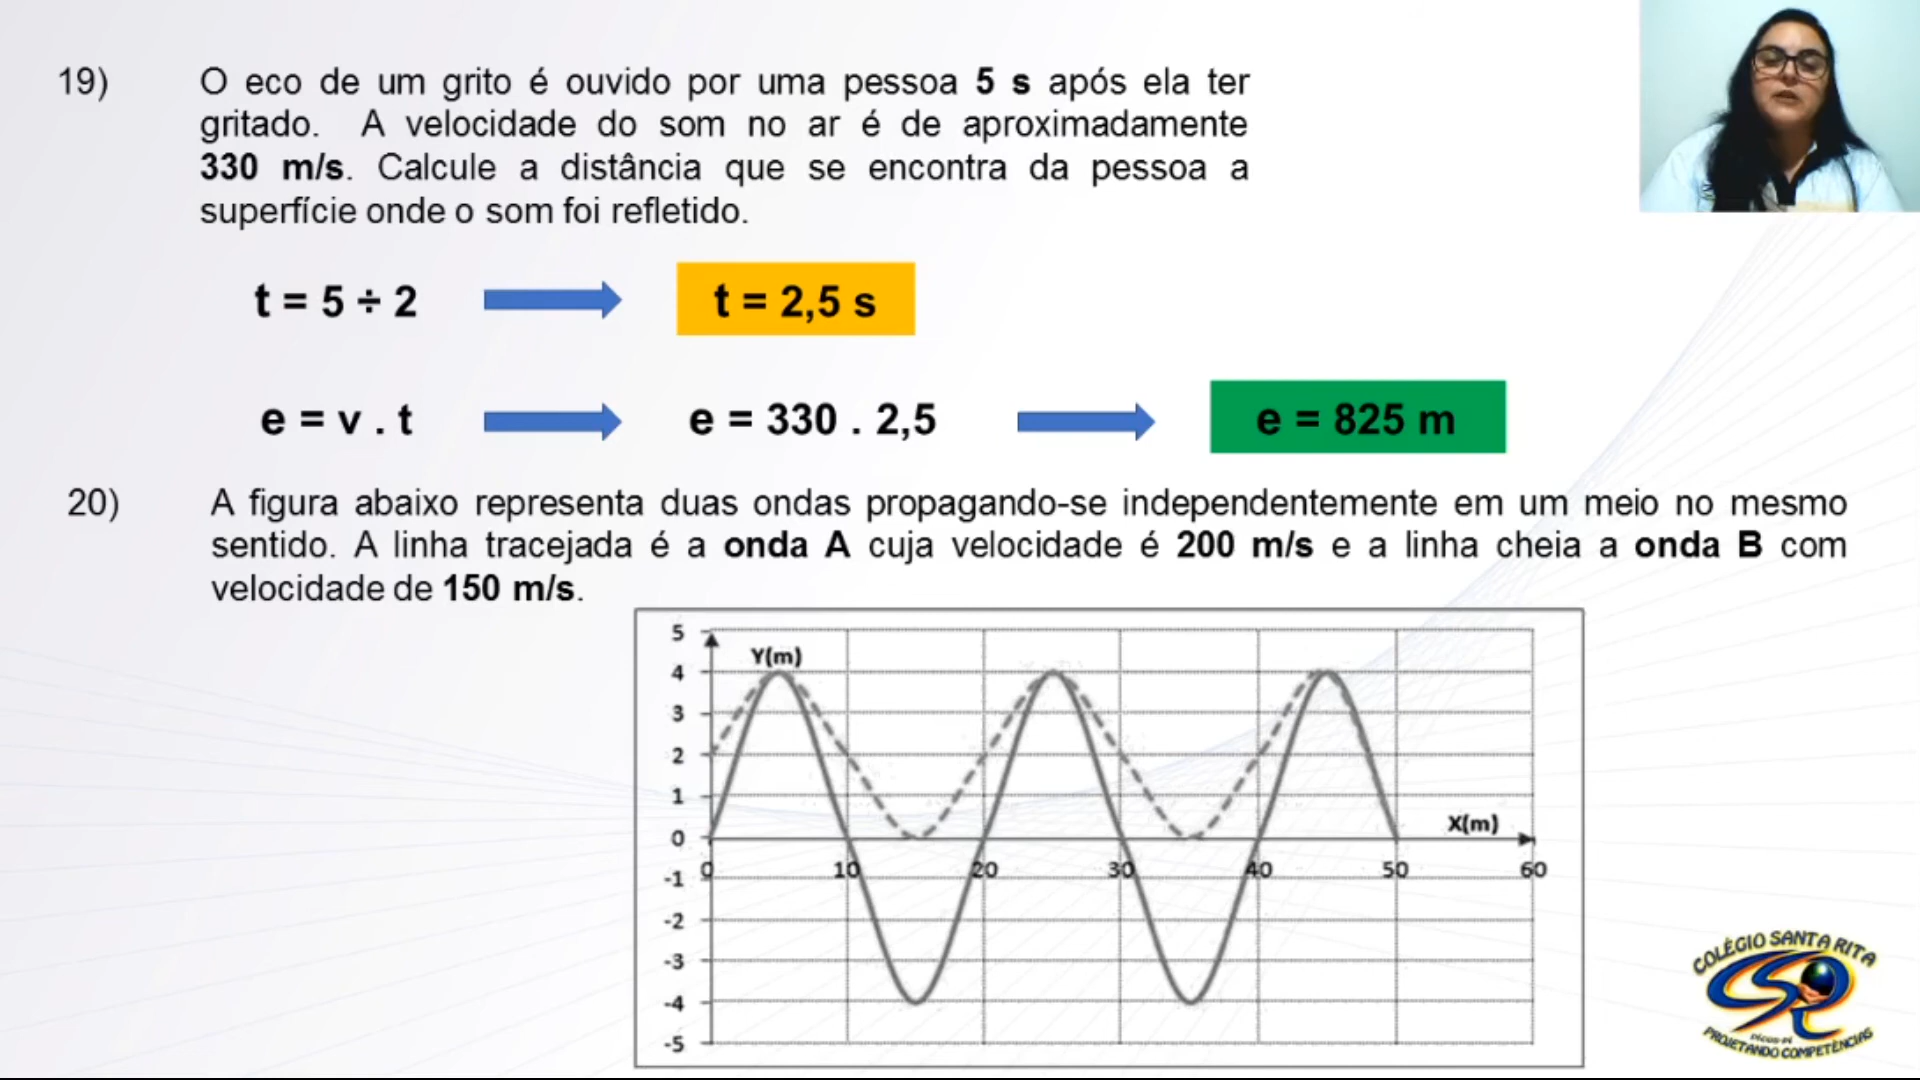 19) O eco de um grito é ouvido por uma pessoa 5 s após ela ter
gritado. A velocidade do som no ar é de aproximadamente
330 m/s. Calcule a distância que se encontra da pessoa a
superfície onde o som foi refletido.
t = 5 ÷ 2
t = 2,5 s
e = v . t
e = 330 . 2,5
e = 825 m
20) A figura abaixo representa duas ondas propagando-se independentemente em um meio no mesmo
sentido. A linha tracejada é a onda A cuja velocidade é 200 m/s e a linha cheia a onda B com
velocidade de 150 m/s.
5
Y(m)
4
3
2
1
X(m)
0
0 10 20 30 40 50 60
-1
-2
-3
-4
-5
COLÉGIO SANTA RITA
PROJETANDO COMPETÊNCIAS